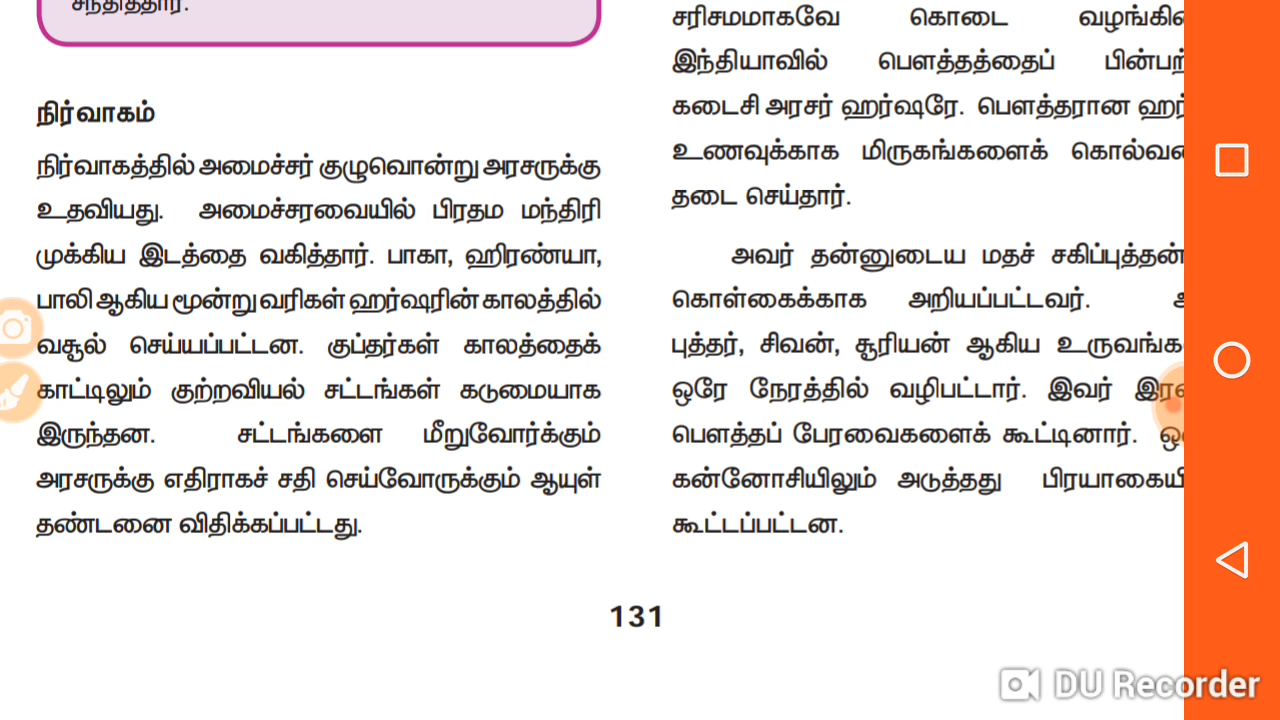 சந்தித்தார்.
நிர்வாகம்
நிர்வாகத்தில் அமைச்சர் குழுவொன்று அரசருக்கு
உதவியது. அமைச்சரவையில் பிரதம மந்திரி
முக்கிய இடத்தை வகித்தார். பாகா, ஹிரண்யா,
பாலி ஆகிய மூன்று வரிகள் ஹர்ஷரின் காலத்தில்
வசூல் செய்யப்பட்டன. குப்தர்கள் காலத்தைக்
காட்டிலும் குற்றவியல் சட்டங்கள் கடுமையாக
இருந்தன. சட்டங்களை மீறுவோர்க்கும்
அரசருக்கு எதிராகச் சதி செய்வோருக்கும் ஆயுள்
தண்டனை விதிக்கப்பட்டது.
சரிசமமாகவே கொடை
இந்தியாவில் பௌத்தத்தைப்
கடைசி அரசர் ஹர்ஷரே. பௌத்தரான
உணவுக்காக மிருகங்களைக்
தடை செய்தார்.
அவர் தன்னுடைய மதச்
கொள்கைக்காக அறியப்பட்டவர்.
புத்தர், சிவன், சூரியன் ஆகிய
ஒரே நேரத்தில் வழிபட்டார். இவர்
பௌத்தப் பேரவைகளைக் கூட்டினார்.
கன்னோசியிலும் அடுத்தது
கூட்டப்பட்டன.
131
DU Recorder